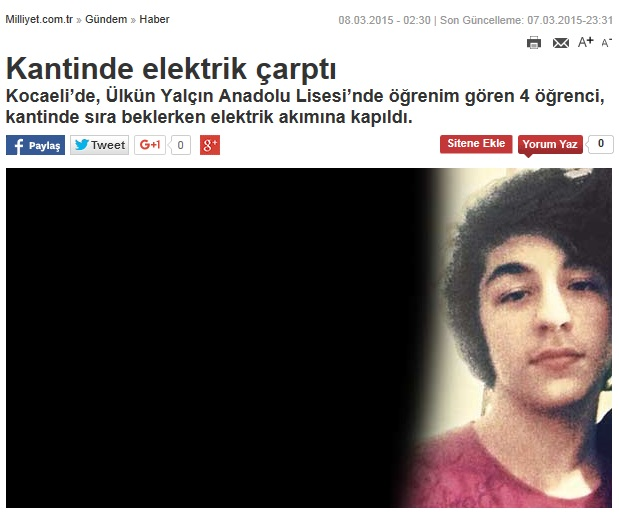 Milliyet.com.tr » Gündem » Haber
08.03.2015 - 02:30 | Son Güncelleme: 07.03.2015-23:31
A+ A-
Kantinde elektrik çarptı
Kocaeli’de, Ülkün Yalçın Anadolu Lisesi’nde öğrenim gören 4 öğrenci,
kantinde sıra beklerken elektrik akımına kapıldı.
f Paylaş Tweet G+1 0 g+ Sitene Ekle Yorum Yaz 0